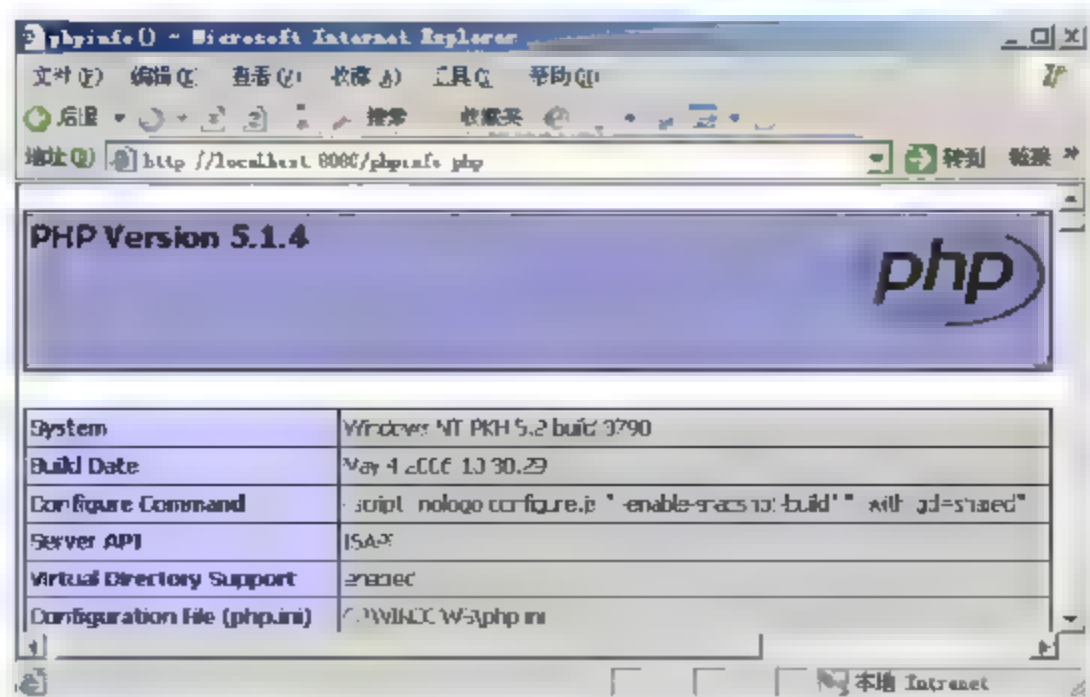 phpinfo() - Microsoft Internet Explorer
文件(F) 编辑(E) 查看(V) 收藏(A) 工具(T) 帮助(H)
后退 搜索 收藏夹
地址(D) http://localhost:8080/phpinfo.php 转到 链接 »
PHP Version 5.1.4
php
System Windows NT PKH 5.2 build 3790
Build Date May 4 2006 10:30:29
Configure Command cscript /nologo configure.js "--enable-snapshot-build" "--with-gd=shared"
Server API ISAPI
Virtual Directory Support enabled
Configuration File (php.ini) C:\WINDOWS\php.ini
本地 Intranet